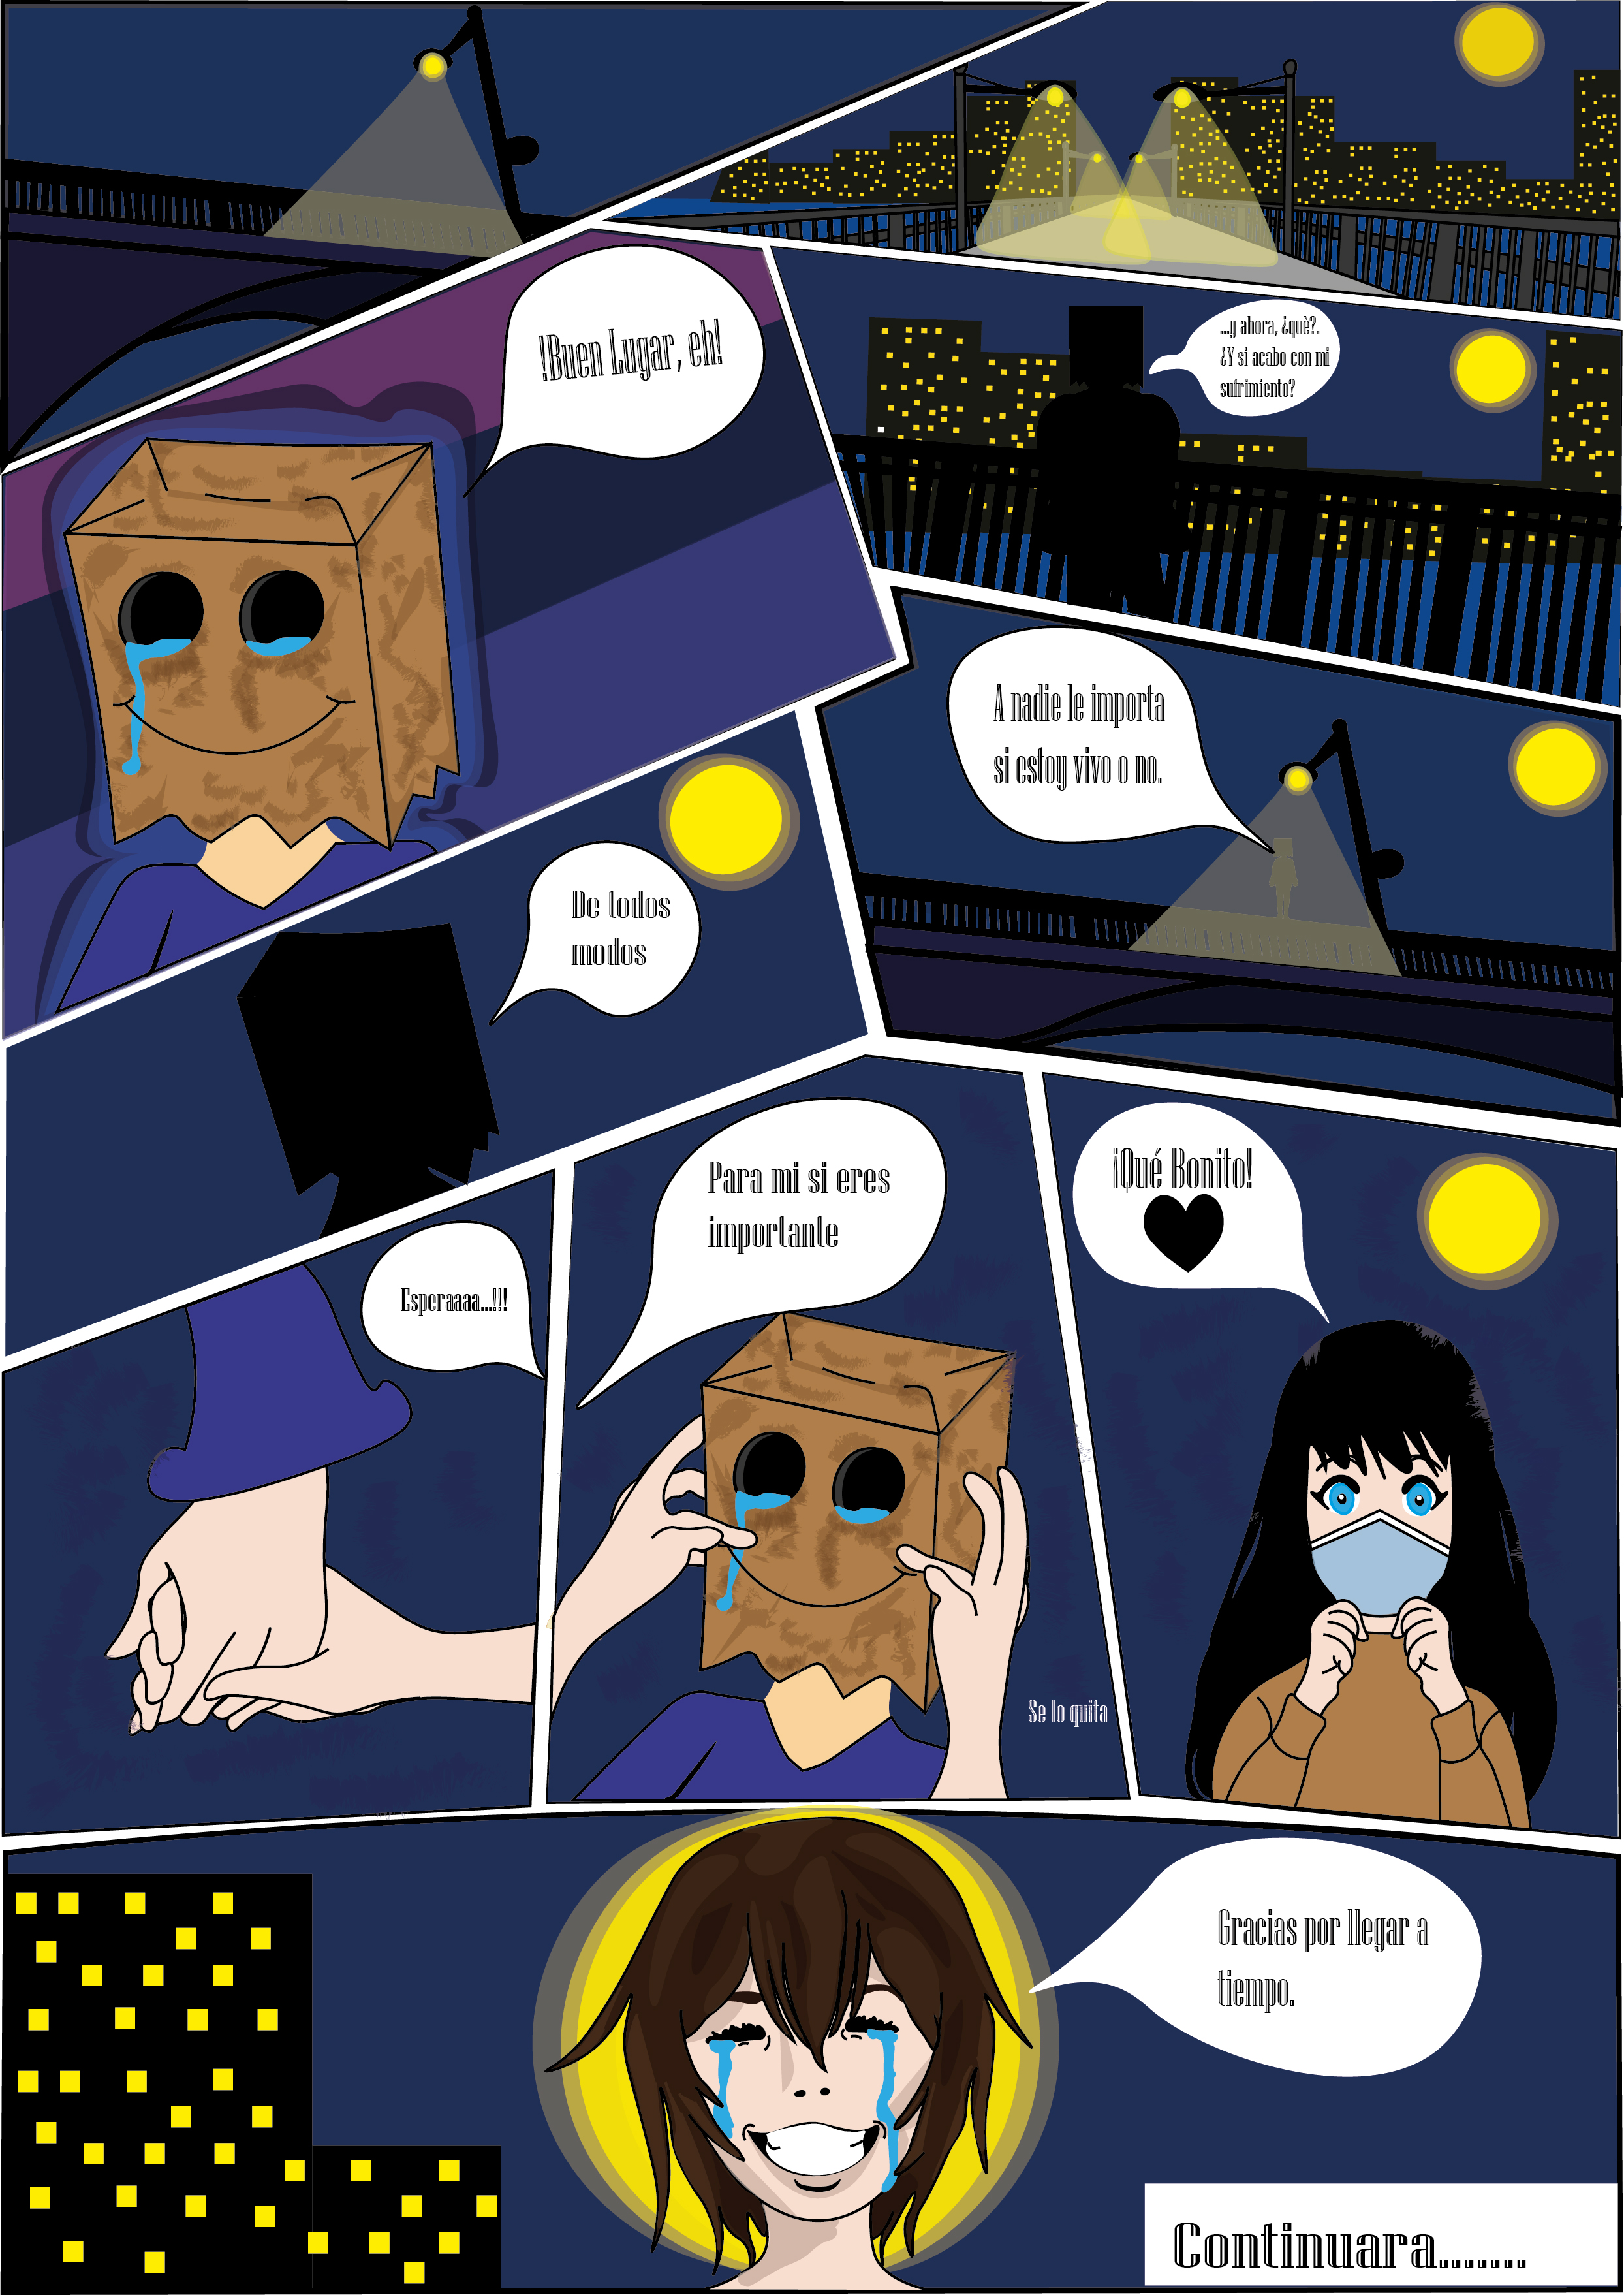 !Buen Lugar, eh!
...y ahora, ¿què?.
¿Y si acabo con mi
sufrimiento?
A nadie le importa
si estoy vivo o no.
De todos
modos
Esperaaaa...!!!
Para mi si eres
importante
Se lo quita
¡Qué Bonito!
Gracias por llegar a
tiempo.
Continuara.......